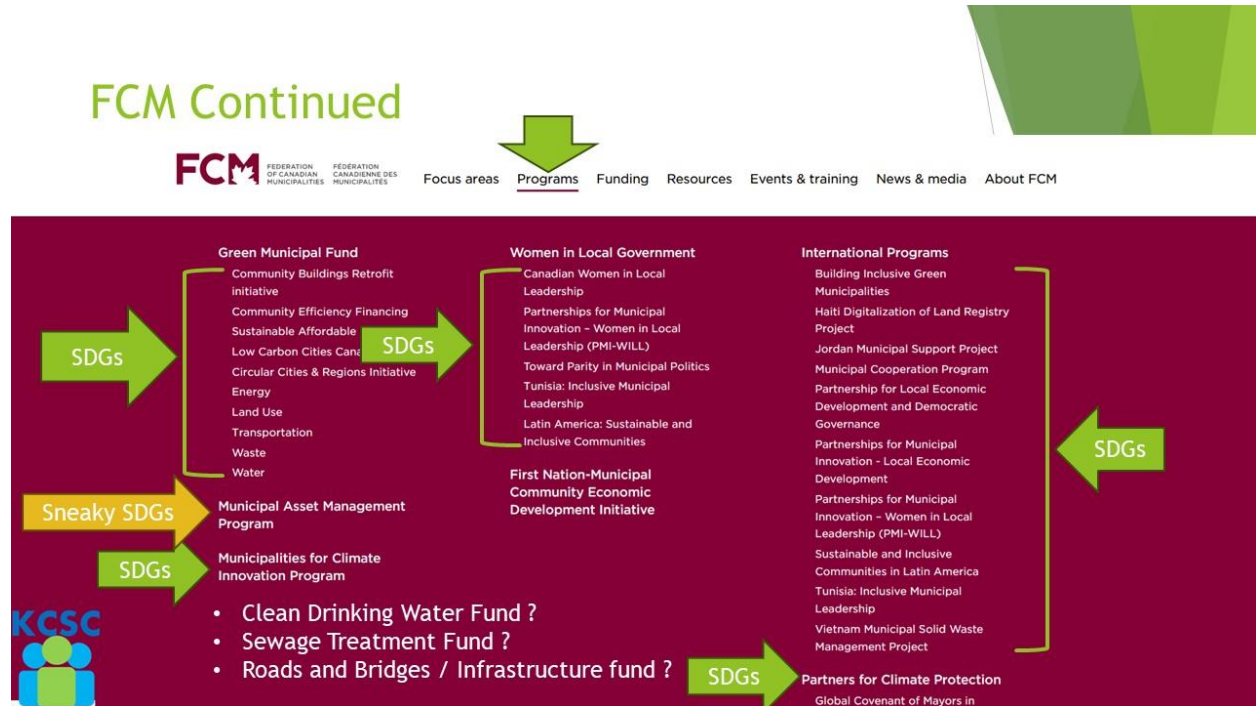 FCM Continued
FCM
FEDERATION
OF CANADIAN
MUNICIPALITIES
FÉDÉRATION
CANADIENNE DES
MUNICIPALITÉS
Focus areas Programs Funding Resources Events & training News & media About FCM
Green Municipal Fund
Community Buildings Retrofit
initiative
Community Efficiency Financing
Sustainable Affordable
Low Carbon Cities Cana
Circular Cities & Regions Initiative
Energy
Land Use
Transportation
Waste
Water
SDGs
Municipal Asset Management
Program
Sneaky SDGs
Municipalities for Climate
Innovation Program
SDGs
Women in Local Government
Canadian Women in Local
Leadership
Partnerships for Municipal
Innovation – Women in Local
Leadership (PMI-WILL)
Toward Parity in Municipal Politics
Tunisia: Inclusive Municipal
Leadership
Latin America: Sustainable and
Inclusive Communities
SDGs
First Nation-Municipal
Community Economic
Development Initiative
International Programs
Building Inclusive Green
Municipalities
Haiti Digitalization of Land Registry
Project
Jordan Municipal Support Project
Municipal Cooperation Program
Partnership for Local Economic
Development and Democratic
Governance
Partnerships for Municipal
Innovation - Local Economic
Development
Partnerships for Municipal
Innovation – Women in Local
Leadership (PMI-WILL)
Sustainable and Inclusive
Communities in Latin America
Tunisia: Inclusive Municipal
Leadership
Vietnam Municipal Solid Waste
Management Project
SDGs
Partners for Climate Protection
Global Covenant of Mayors in
SDGs
• Clean Drinking Water Fund ?
• Sewage Treatment Fund ?
• Roads and Bridges / Infrastructure fund ?
KCSC